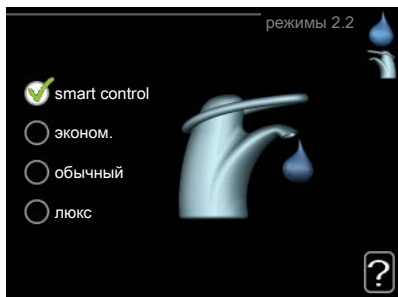 режимы 2.2
smart control
эконом.
обычный
люкс
?